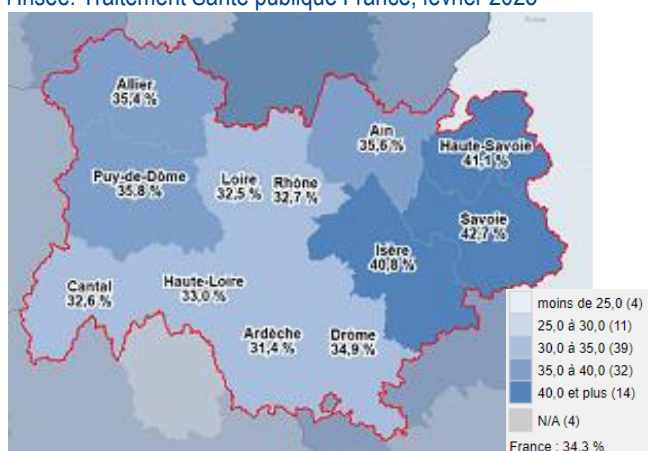 l'Insee. Traitement Santé publique France, février 2023
Allier
35,4 %
Ain
35,6 %
Haute-Savoie
41,1 %
Puy-de-Dôme
35,8 %
Loire
32,5 %
Rhône
32,7 %
Savoie
42,7 %
Isère
40,8 %
Cantal
32,6 %
Haute-Loire
33,0 %
Ardèche
31,4 %
Drôme
34,9 %
moins de 25,0 (4)
25,0 à 30,0 (11)
30,0 à 35,0 (39)
35,0 à 40,0 (32)
40,0 et plus (14)
N/A (4)
France : 34,3 %